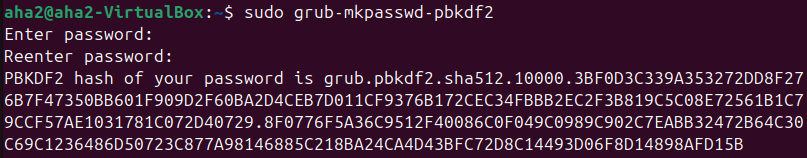 aha2@aha2-VirtualBox:~$ sudo grub-mkpasswd-pbkdf2
Enter password:
Reenter password:
PBKDF2 hash of your password is grub.pbkdf2.sha512.10000.3BF0D3C339A353272DD8F27
6B7F47350BB601F909D2F60BA2D4CEB7D011CF9376B172CEC34FBBB2EC2F3B819C5C08E72561B1C7
9CCF57AE1031781C072D40729.8F0776F5A36C9512F40086C0F049C0989C902C7EABB32472B64C30
C69C1236486D50723C877A98146885C218BA24CA4D43BFC72D8C14493D06F8D14898AFD15B